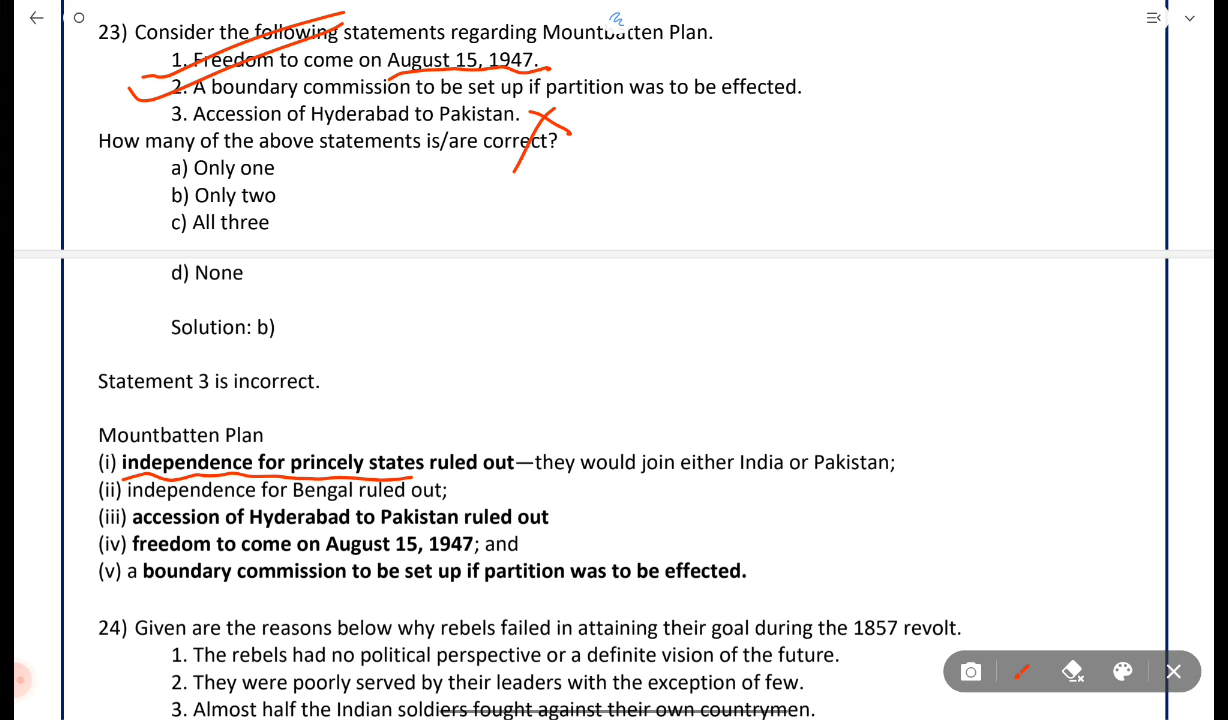 23) Consider the following statements regarding Mountbatten Plan.
1. Freedom to come on August 15, 1947.
2. A boundary commission to be set up if partition was to be effected.
3. Accession of Hyderabad to Pakistan.
How many of the above statements is/are correct?
a) Only one
b) Only two
c) All three
d) None
Solution: b)
Statement 3 is incorrect.
Mountbatten Plan
(i) independence for princely states ruled out—they would join either India or Pakistan;
(ii) independence for Bengal ruled out;
(iii) accession of Hyderabad to Pakistan ruled out
(iv) freedom to come on August 15, 1947; and
(v) a boundary commission to be set up if partition was to be effected.
24) Given are the reasons below why rebels failed in attaining their goal during the 1857 revolt.
1. The rebels had no political perspective or a definite vision of the future.
2. They were poorly served by their leaders with the exception of few.
3. Almost half the Indian soldiers fought against their own countrymen.